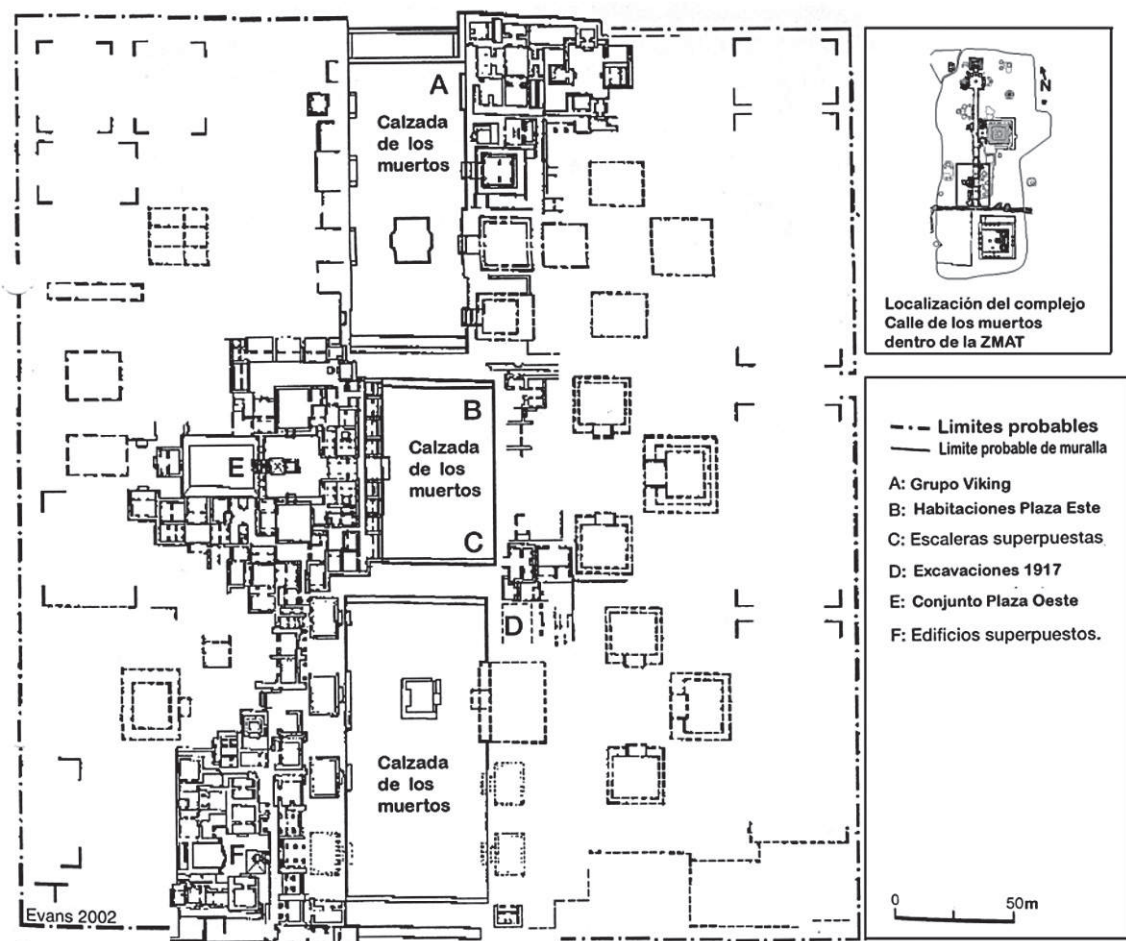 A
Calzada
de los
muertos
B
Calzada
de los
muertos
C
E
D
Calzada
de los
muertos
F
Evans 2002
N
Localización del complejo
Calle de los muertos
dentro de la ZMAT
Limites probables
Limite probable de muralla
A: Grupo Viking
B: Habitaciones Plaza Este
C: Escaleras superpuestas
D: Excavaciones 1917
E: Conjunto Plaza Oeste
F: Edificios superpuestos.
0 50m